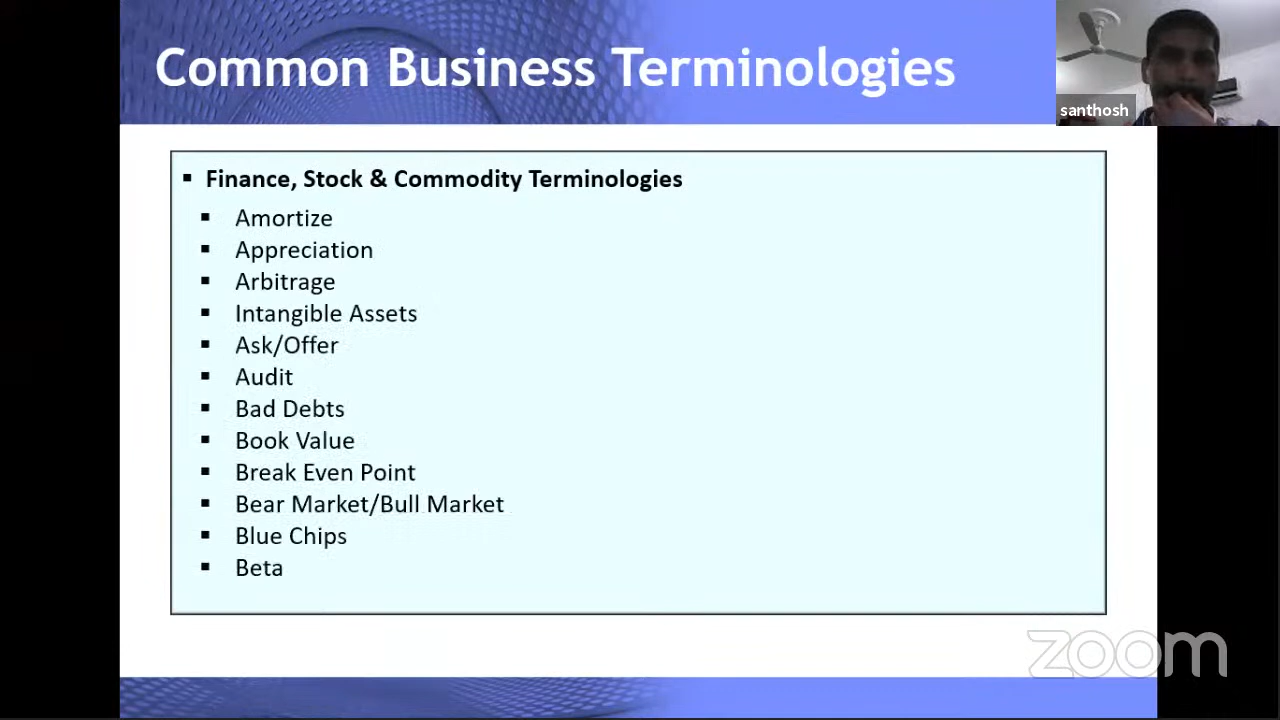 Common Business Terminologies
santhosh
Finance, Stock & Commodity Terminologies
Amortize
Appreciation
Arbitrage
Intangible Assets
Ask/Offer
Audit
Bad Debts
Book Value
Break Even Point
Bear Market/Bull Market
Blue Chips
Beta
zoom